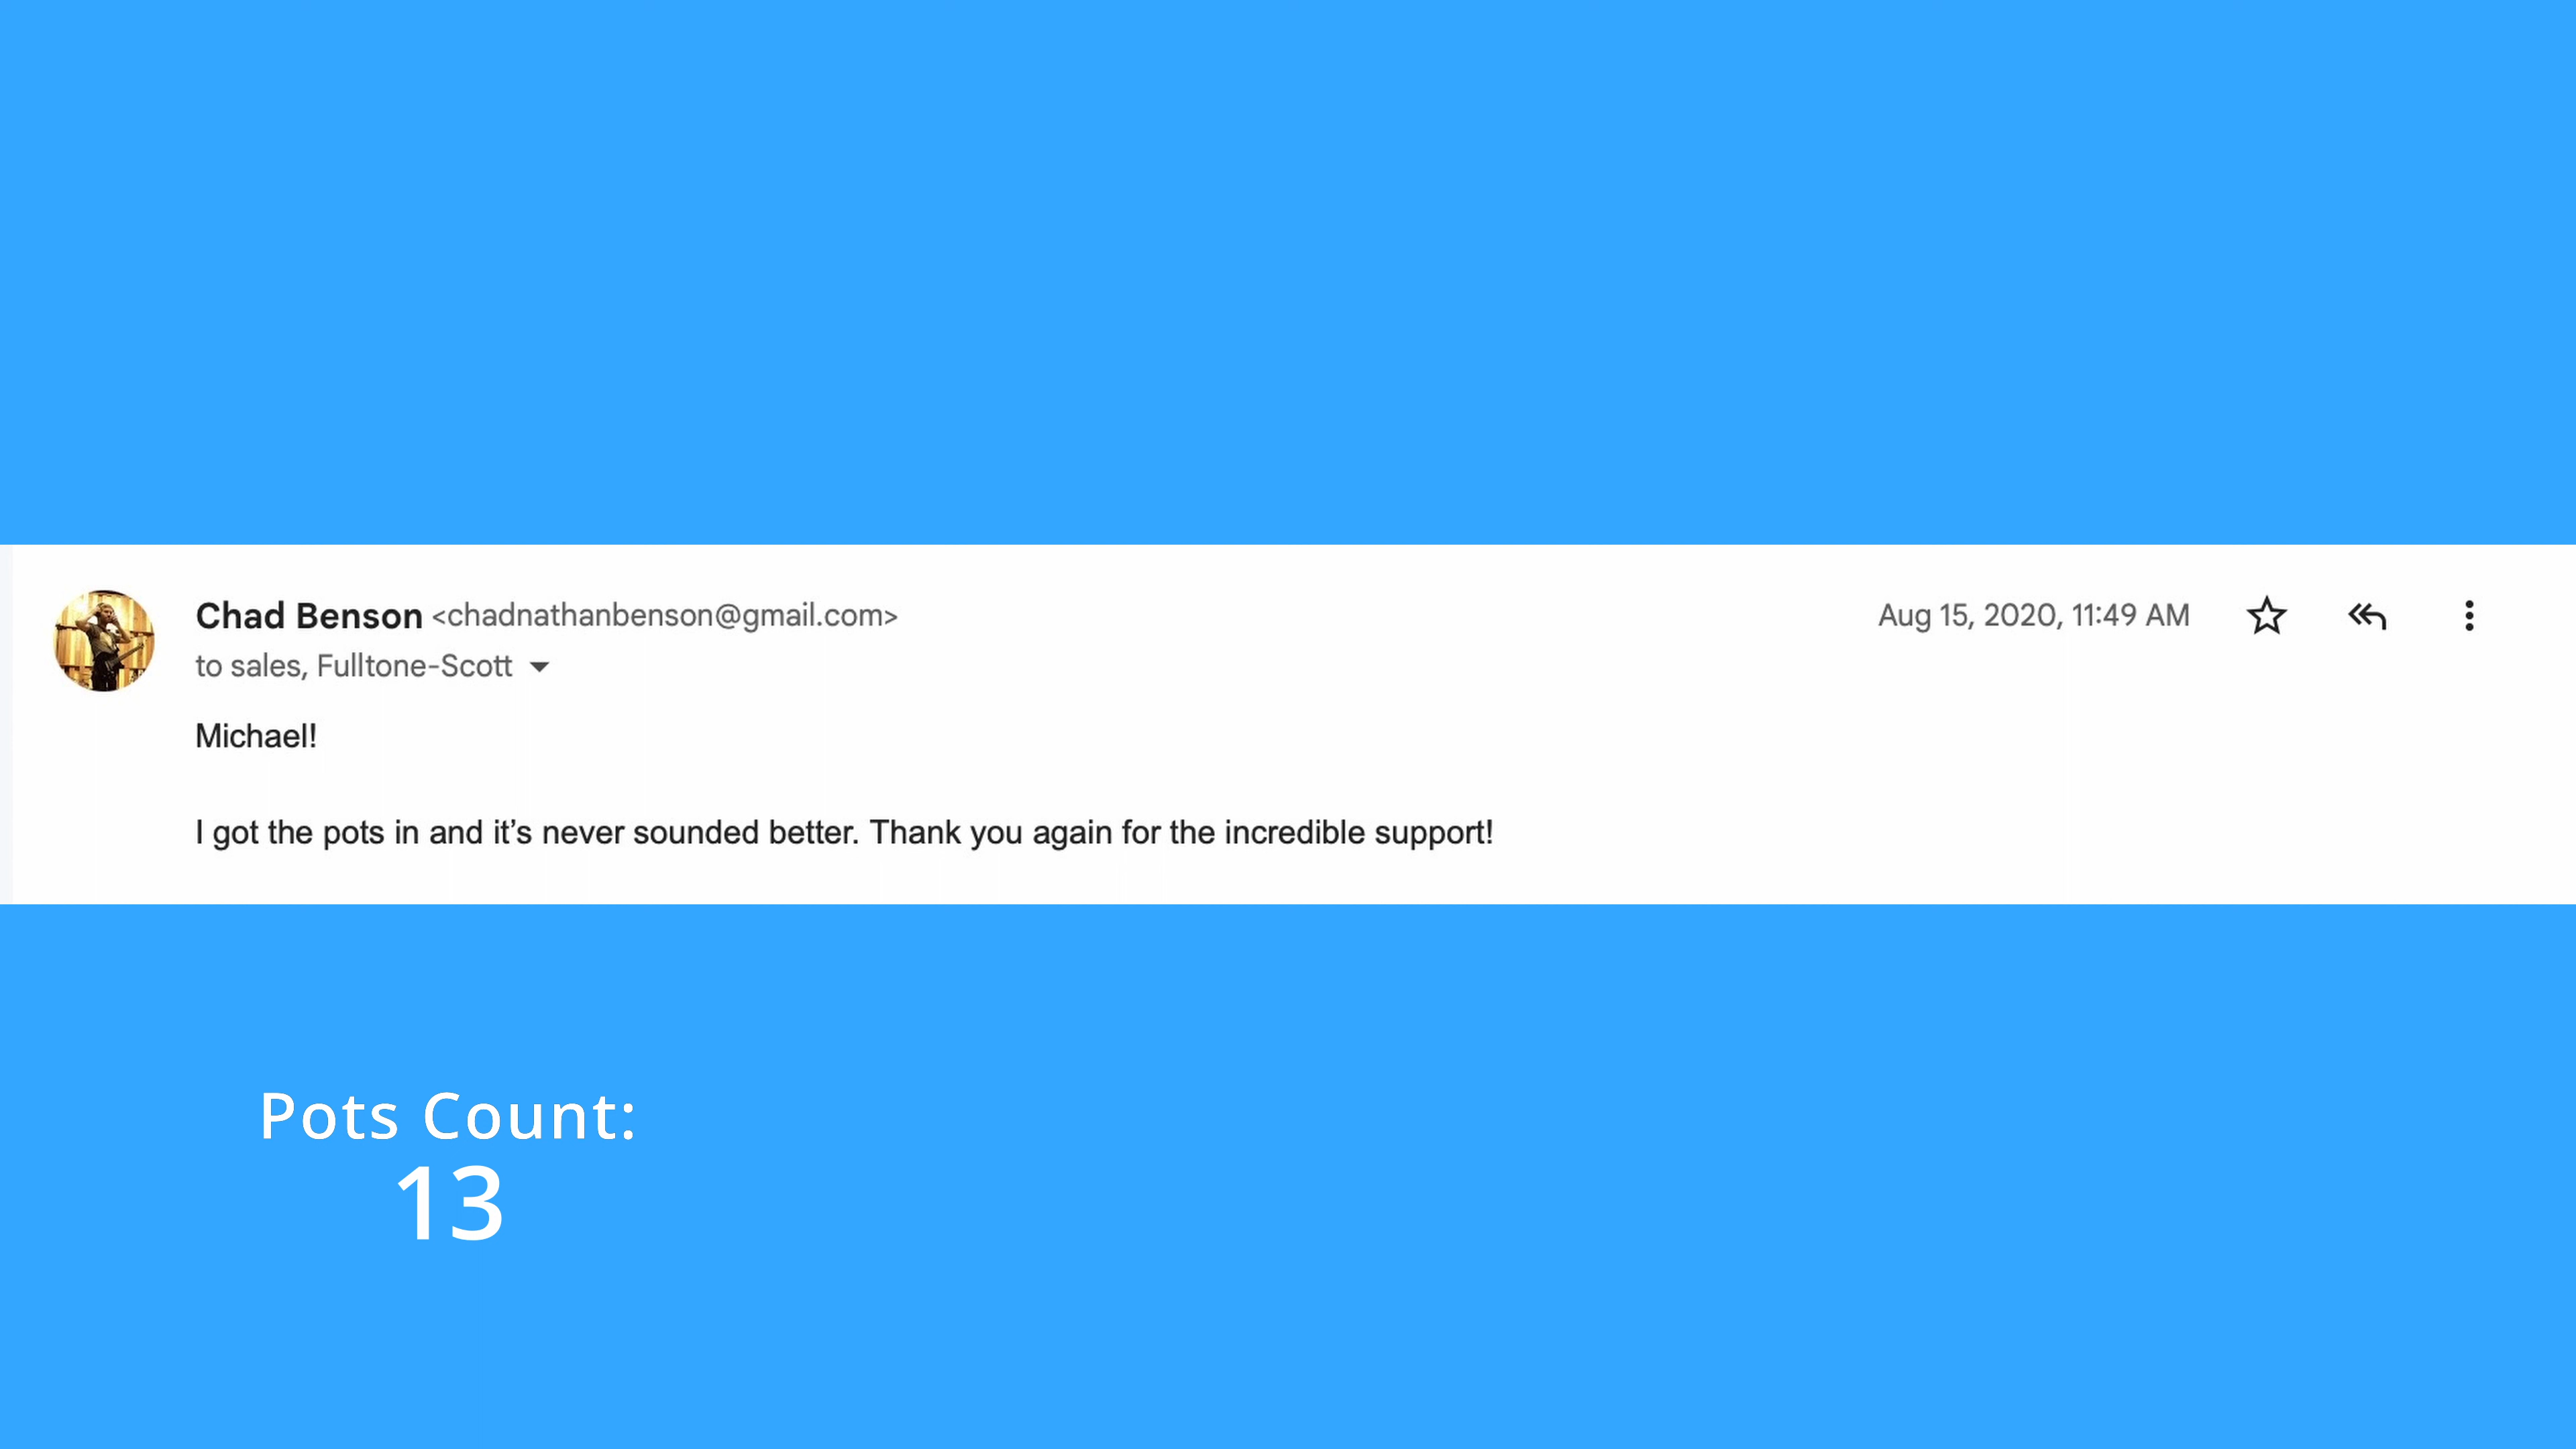 Chad Benson <chadnathanbenson@gmail.com>
Aug 15, 2020, 11:49 AM
to sales, Fulltone-Scott
Michael!
I got the pots in and it’s never sounded better. Thank you again for the incredible support!
Pots Count:
13